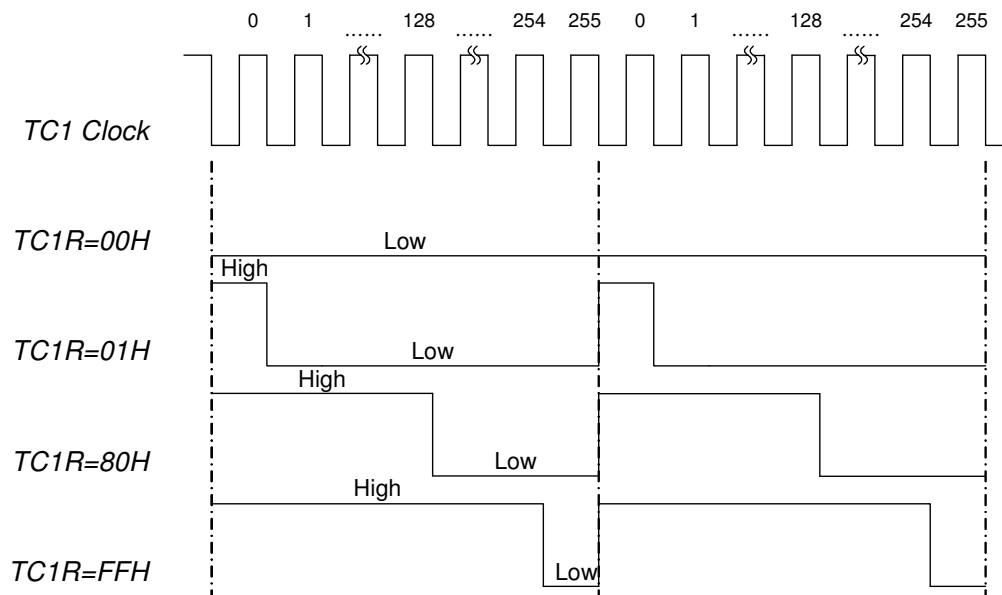 0 1 …… 128 …… 254 255 0 1 …… 128 …… 254 255
TC1 Clock
TC1R=00H
Low
High
TC1R=01H
Low
High
TC1R=80H
Low
High
TC1R=FFH
Low